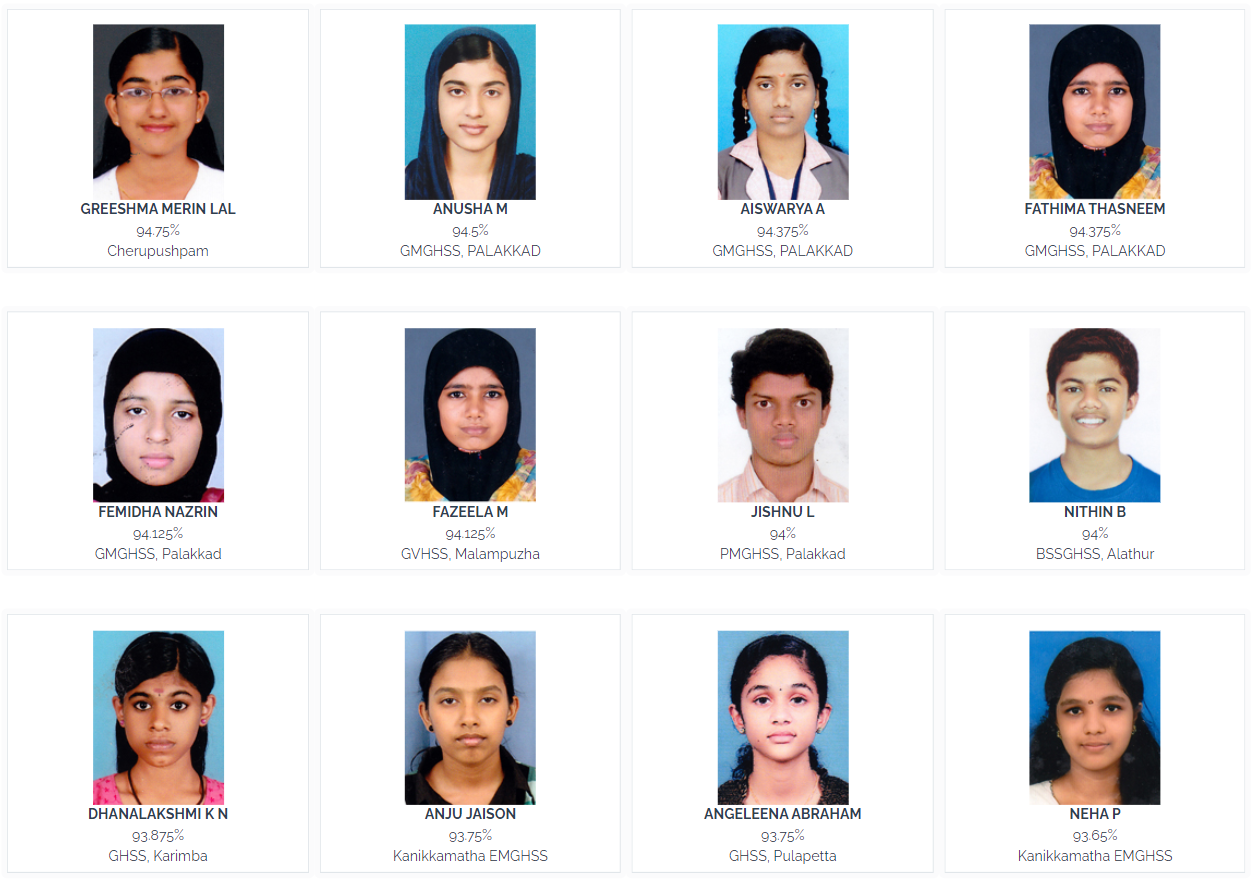 GREESHMA MERIN LAL
94.75%
Cherupushpam
ANUSHA M
94.5%
GMGHSS, PALAKKAD
AISWARYA A
94.375%
GMGHSS, PALAKKAD
FATHIMA THASNEEM
94.375%
GMGHSS, PALAKKAD
FEMIDHA NAZRIN
94.125%
GMGHSS, Palakkad
FAZEELA M
94.125%
GVHSS, Malampuzha
JISHNU L
94%
PMGHSS, Palakkad
NITHIN B
94%
BSSGHSS, Alathur
DHANALAKSHMI K N
93.875%
GHSS, Karimba
ANJU JAISON
93.75%
Kanikkamatha EMGHSS
ANGELEENA ABRAHAM
93.75%
GHSS, Pulapetta
NEHA P
93.65%
Kanikkamatha EMGHSS